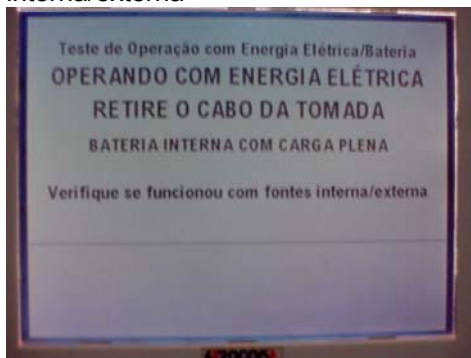 Teste de Operação com Energia Elétrica/Bateria
OPERANDO COM ENERGIA ELÉTRICA
RETIRE O CABO DA TOMADA
BATERIA INTERNA COM CARGA PLENA
Verifique se funcionou com fontes interna/externa